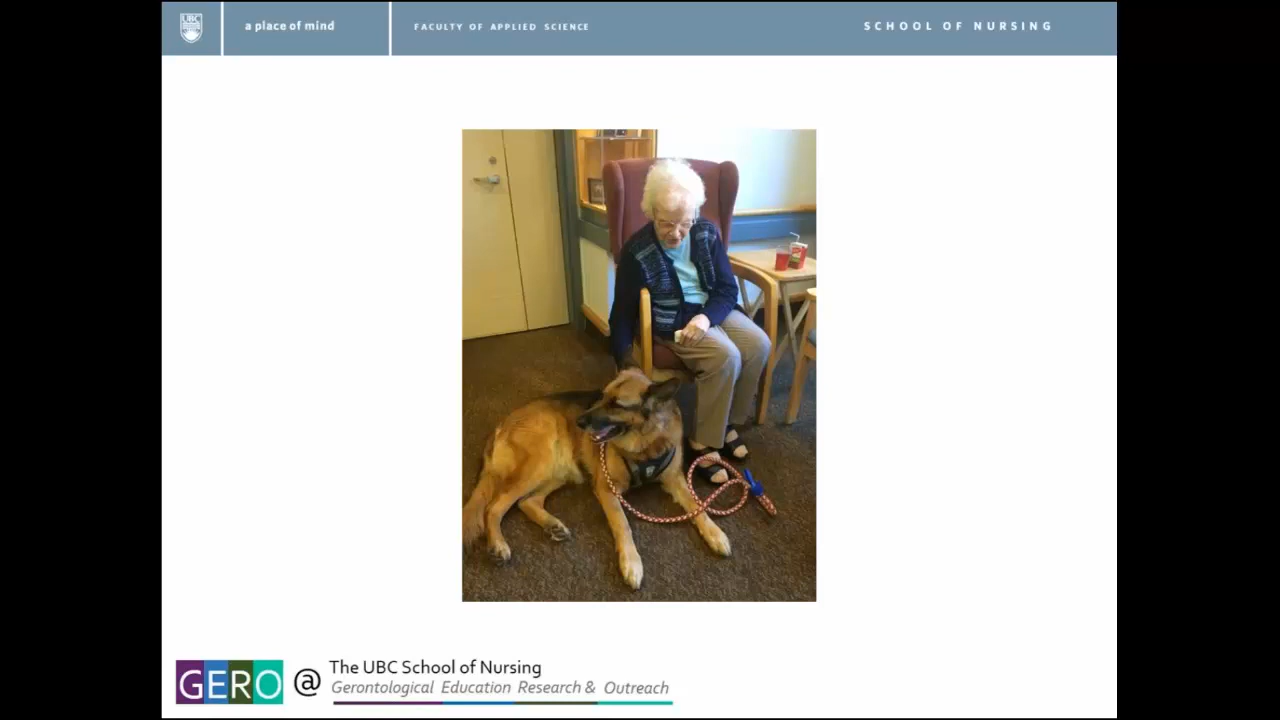 UBC
a place of mind
FACULTY OF APPLIED SCIENCE
SCHOOL OF NURSING
GERO @ The UBC School of Nursing
Gerontological Education Research & Outreach